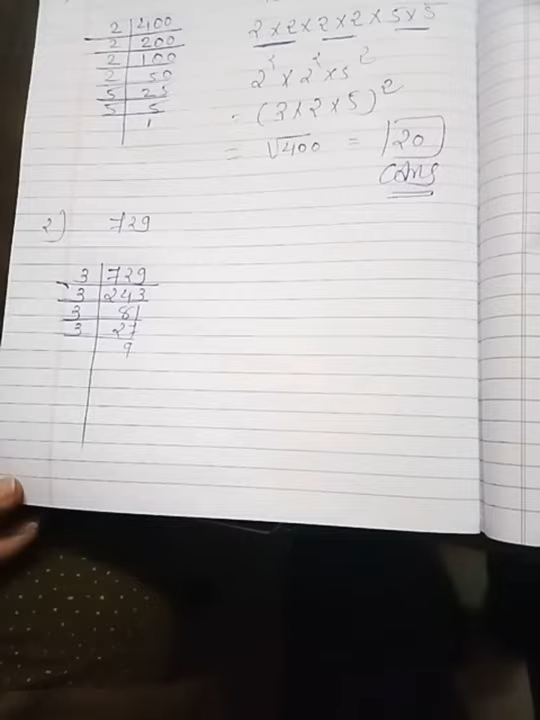 2 | 400
2 | 200
2 | 100
2 | 50
5 | 25
5 | 5
1
2 × 2 × 2 × 2 × 5 × 5
2² × 2² × 5²
= (2 × 2 × 5)²
= √400 = 20
(Ans
2) 729
3 | 729
3 | 243
3 | 81
3 | 27
9